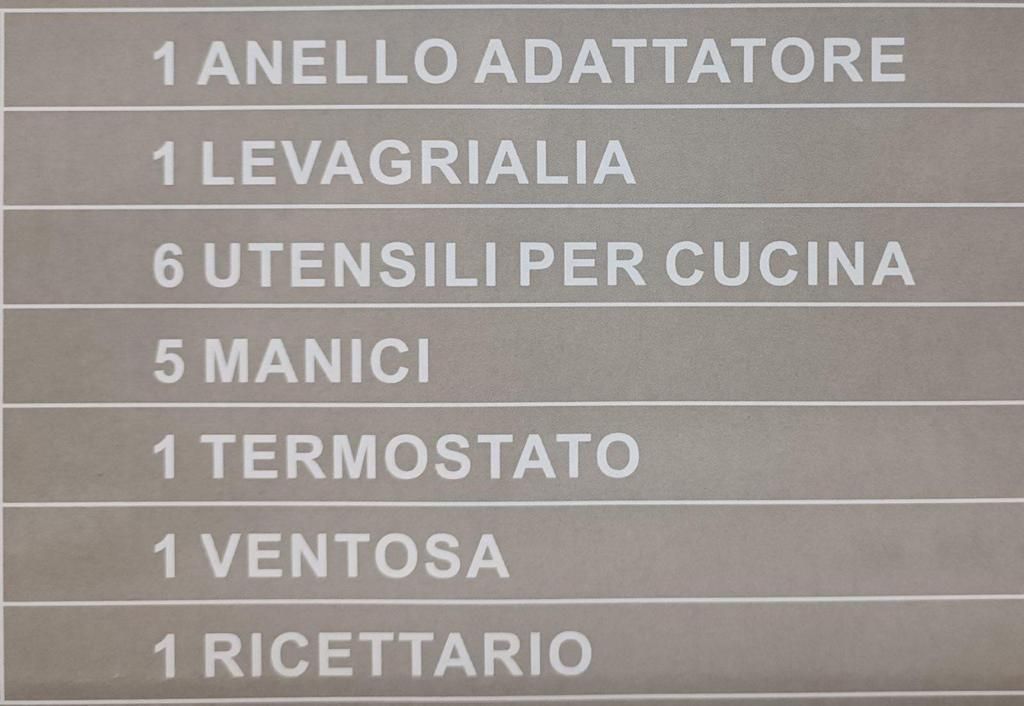 1 ANELLO ADATTATORE
1 LEVAGRIALIA
6 UTENSILI PER CUCINA
5 MANICI
1 TERMOSTATO
1 VENTOSA
1 RICETTARIO